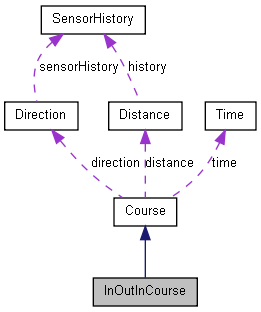 SensorHistory
sensorHistory history
Direction Distance Time
direction distance time
Course
InOutInCourse